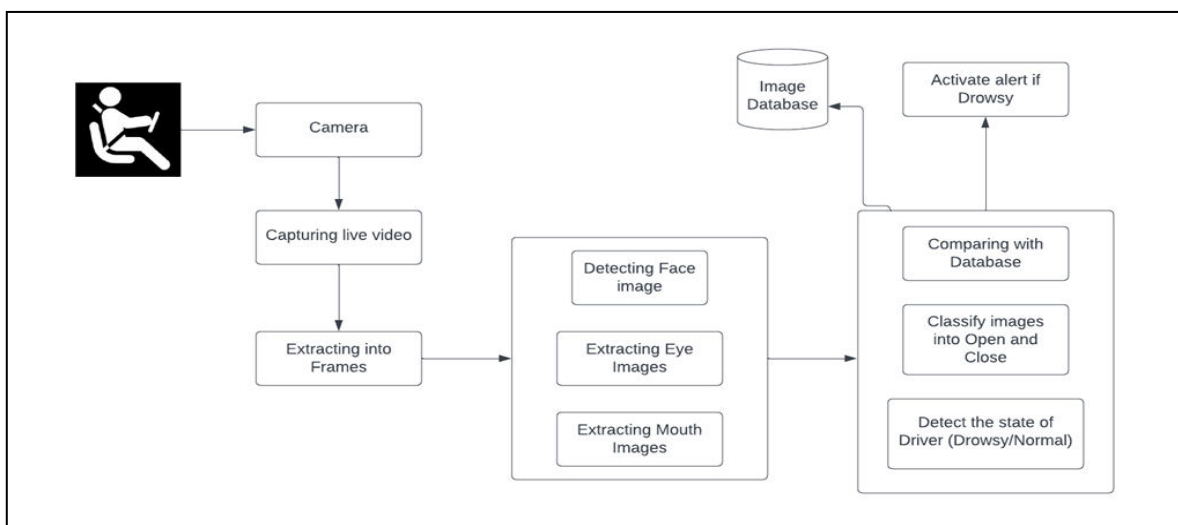 Camera
Capturing live video
Extracting into
Frames
Detecting Face
image
Extracting Eye
Images
Extracting Mouth
Images
Image
Database
Activate alert if
Drowsy
Comparing with
Database
Classify images
into Open and
Close
Detect the state of
Driver (Drowsy/Normal)